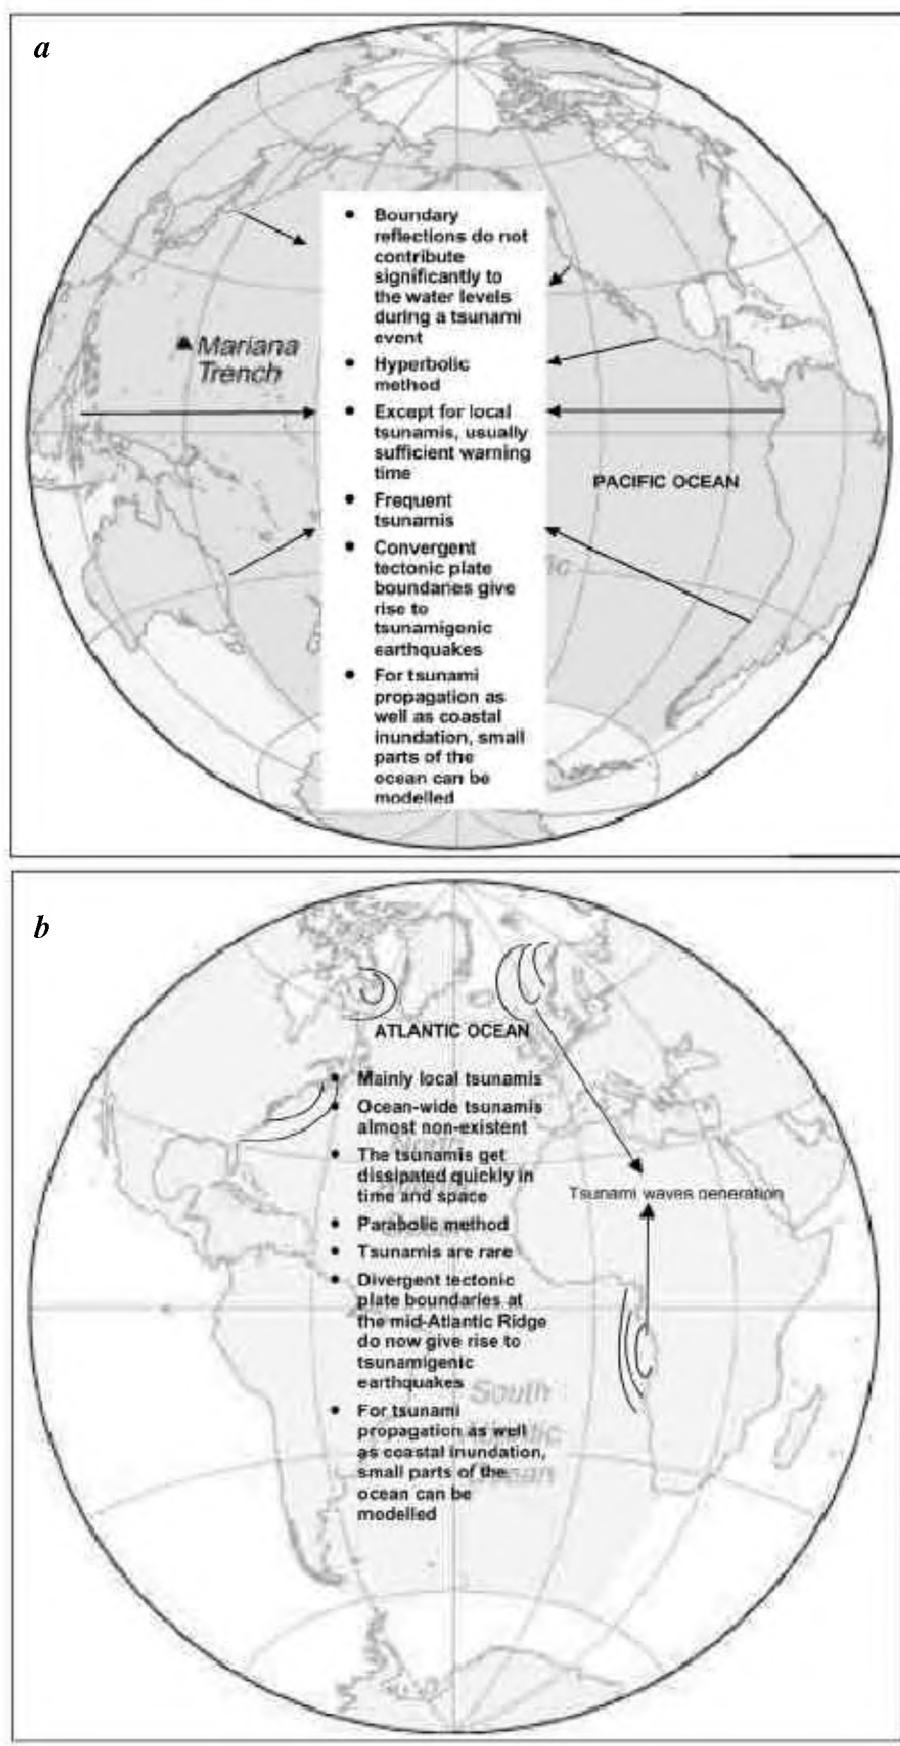 a
• Boundary
reflections do not
contribute
significantly to
the water levels
during a tsunami
event
• Hyperbolic
method
• Except for local
tsunamis, usually
sufficient warning
time
• Frequent
tsunamis
• Convergent
tectonic plate
boundaries give
rise to
tsunamigonic
earthquakes
• For tsunami
propagation as
well as coastal
inundation, small
parts of the
ocean can be
modelled
Mariana
Trench
PACIFIC OCEAN
b
ATLANTIC OCEAN
• Mainly local tsunamis
• Ocean-wide tsunamis
almost non-existent
• The tsunamis get
dissipated quickly in
time and space
• Parabolic method
• Tsunamis are rare
• Divergent tectonic
plate boundaries at
the mid-Atlantic Ridge
do now give rise to
tsunamigenic
earthquakes
• For tsunami
propagation as well
as coastal inundation,
small parts of the
ocean can be
modelled
Tsunami waves generation
North
South
Ocean